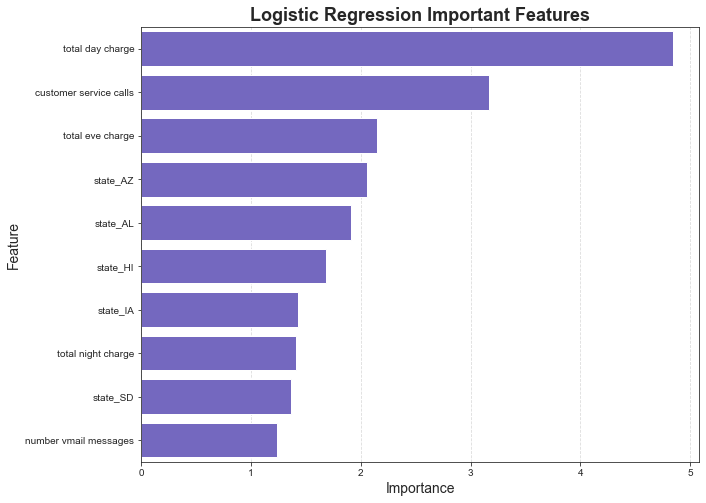 Logistic Regression Important Features
total day charge
customer service calls
total eve charge
state_AZ
state_AL
state_HI
state_IA
total night charge
state_SD
number vmail messages
Feature
0 1 2 3 4 5
Importance